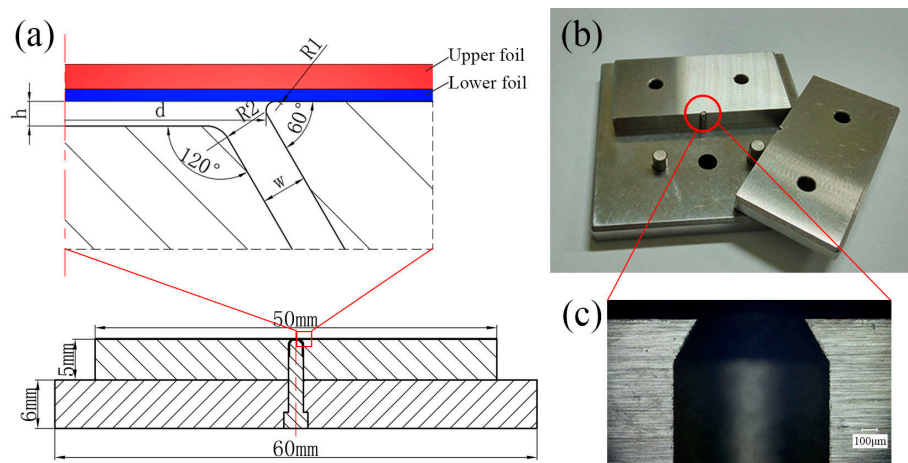 (a)
R1
Upper foil
Lower foil
h
d
R2
60°
120°
w
50mm
5mm
6mm
60mm
(b)
(c)
100μm